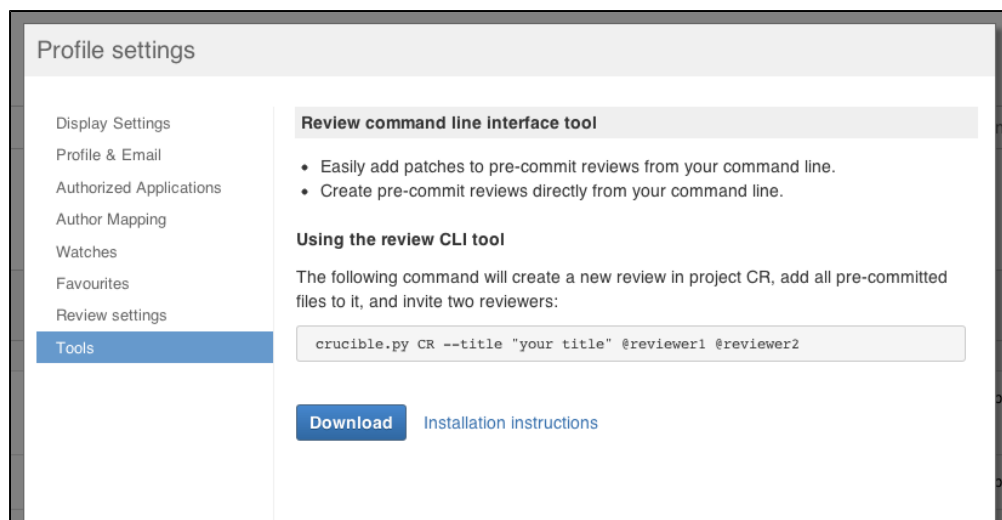 Profile settings
Display Settings
Profile & Email
Authorized Applications
Author Mapping
Watches
Favourites
Review settings
Tools
Review command line interface tool
• Easily add patches to pre-commit reviews from your command line.
• Create pre-commit reviews directly from your command line.
Using the review CLI tool
The following command will create a new review in project CR, add all pre-committed
files to it, and invite two reviewers:
crucible.py CR --title "your title" @reviewer1 @reviewer2
Download Installation instructions